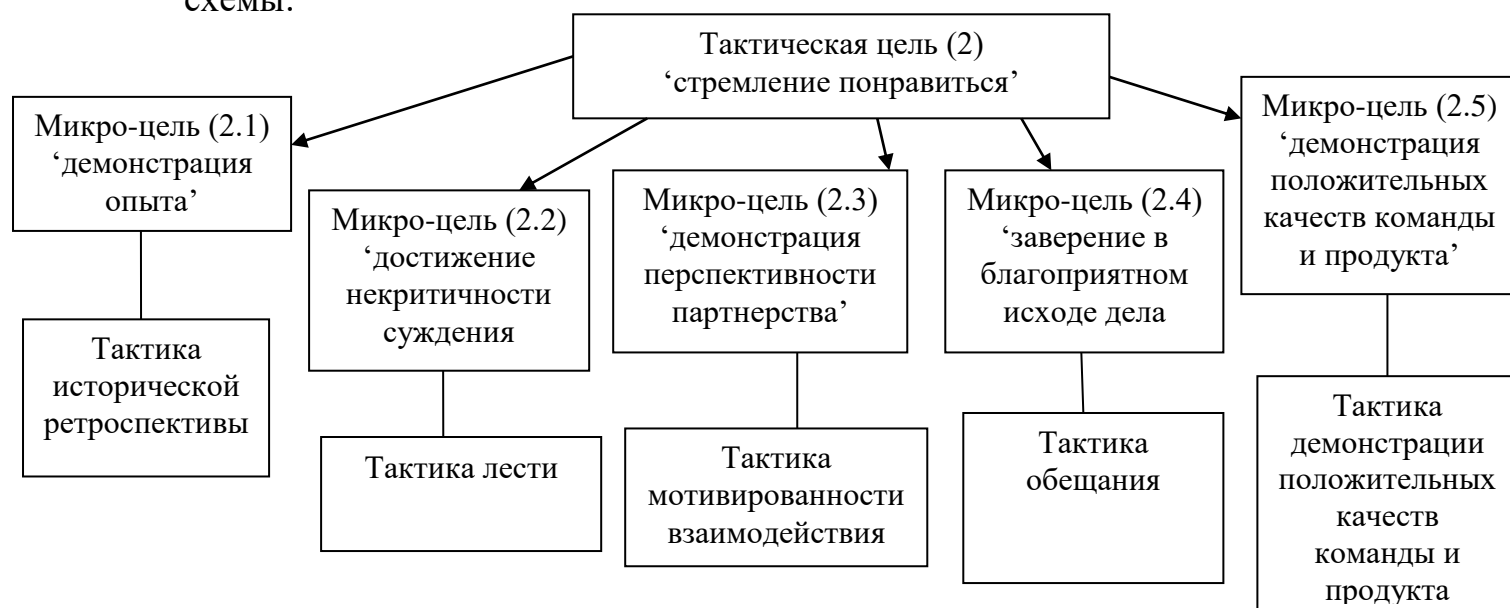 схемы:
Тактическая цель (2)
‘стремление понравиться’
Микро-цель (2.1)
‘демонстрация
опыта’
Микро-цель (2.2)
‘достижение
некритичности
суждения
Микро-цель (2.3)
‘демонстрация
перспективности
партнерства’
Микро-цель (2.4)
‘заверение в
благоприятном
исходе дела
Микро-цель (2.5)
‘демонстрация
положительных
качеств команды
и продукта’
Тактика
исторической
ретроспективы
Тактика лести
Тактика
мотивированности
взаимодействия
Тактика
обещания
Тактика
демонстрации
положительных
качеств
команды и
продукта